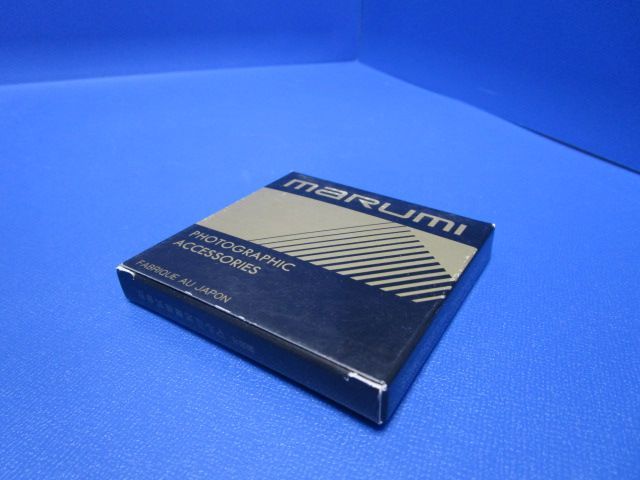 marumi
PHOTOGRAPHIC
ACCESSORIES
FABRIQUE AU JAPON